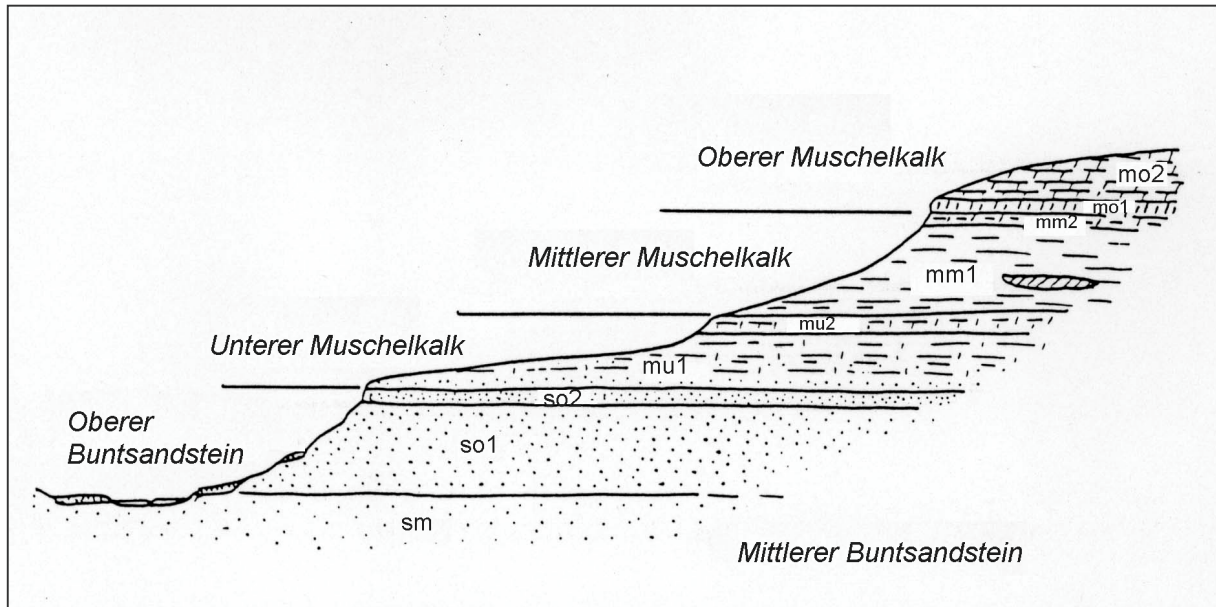 Oberer Muschelkalk
mo2
mo1
mm2
Mittlerer Muschelkalk
mm1
mu2
Unterer Muschelkalk
mu1
so2
Oberer
Buntsandstein
so1
sm
Mittlerer Buntsandstein